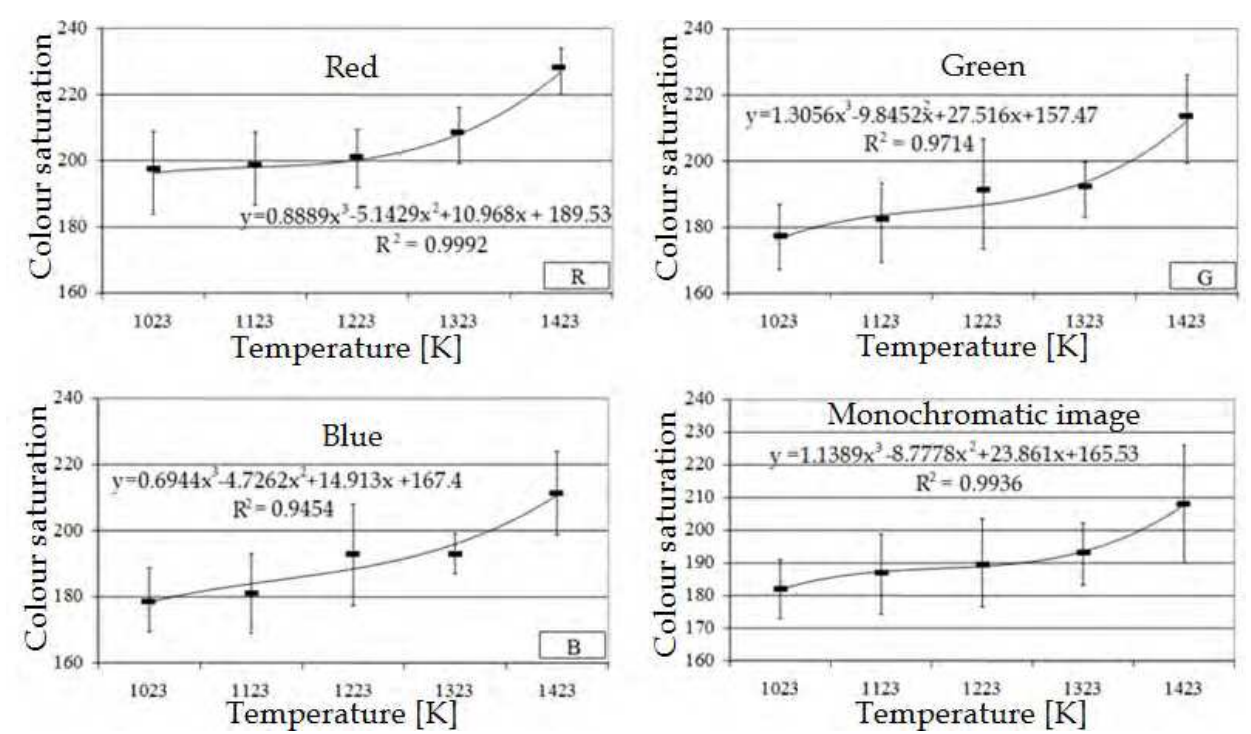 Colour saturation
240
220
200
180
160
Red
y=0.8889x³-5.1429x²+10.968x + 189.53
R² = 0.9992
R
1023 1123 1223 1323 1423
Temperature [K]
Colour saturation
240
220
200
180
160
Green
y=1.3056x³-9.8452x²+27.516x+157.47
R² = 0.9714
G
1023 1123 1223 1323 1423
Temperature [K]
Colour saturation
240
220
200
180
160
Blue
y=0.6944x³-4.7262x²+14.913x +167.4
R² = 0.9454
B
1023 1123 1223 1323 1423
Temperature [K]
Colour saturation
240
230
220
210
200
190
180
170
160
Monochromatic image
y =1.1389x³ -8.7778x²+23.861x+165.53
R² = 0.9936
1023 1123 1223 1323 1423
Temperature [K]